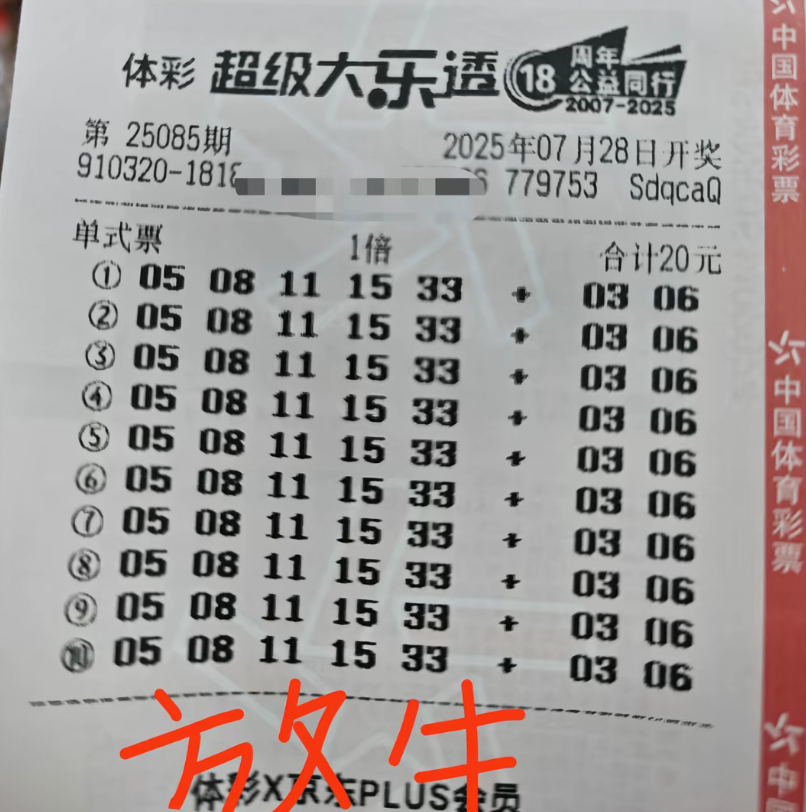 体彩 超级大乐透 18 周年 公益同行 2007-2025
第 25085期 2025年07月28日开奖
910320-1818 779753 SdqcaQ
单式票 1倍 合计20元
① 05 08 11 15 33 + 03 06
② 05 08 11 15 33 + 03 06
③ 05 08 11 15 33 + 03 06
④ 05 08 11 15 33 + 03 06
⑤ 05 08 11 15 33 + 03 06
⑥ 05 08 11 15 33 + 03 06
⑦ 05 08 11 15 33 + 03 06
⑧ 05 08 11 15 33 + 03 06
⑨ 05 08 11 15 33 + 03 06
⑩ 05 08 11 15 33 + 03 06
放生
体彩X京东PLUS会员
中国体育彩票
中国体育彩票
中